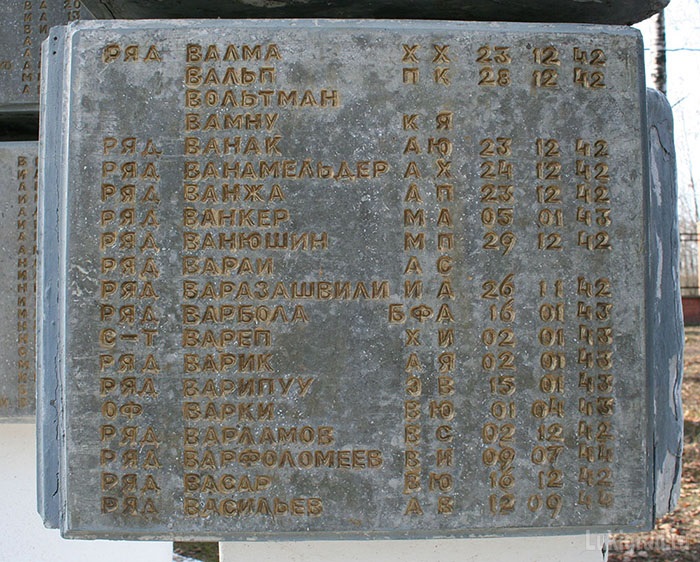 РЯД ВАЛМА Х Х 23 12 42
ВАЛЬП П К 28 12 42
ВОЛЬТМАН
ВАМНУ К Я
РЯД ВАНАК А Ю 23 12 42
РЯД ВАНАМЕЛЬДЕР А Х 24 12 42
РЯД ВАНЖА А П 23 12 42
РЯД ВАНКЕР М А 05 01 43
РЯД ВАНЮШИН М П 29 12 42
РЯД ВАРАИ А С
РЯД ВАРАЗАШВИЛИ И А 26 11 42
РЯД ВАРБОЛА БФА 16 01 43
С-Т ВАРЕП Х И 02 01 43
РЯД ВАРИК А Я 02 01 43
РЯД ВАРИПУУ Э В 15 01 43
ОФ ВАРКИ В Ю 01 04 43
РЯД ВАРЛАМОВ В С 02 12 42
РЯД ВАРФОЛОМЕЕВ В И 09 07 44
РЯД ВАСАР В Ю 16 12 42
РЯД ВАСИЛЬЕВ А В 12 09 44